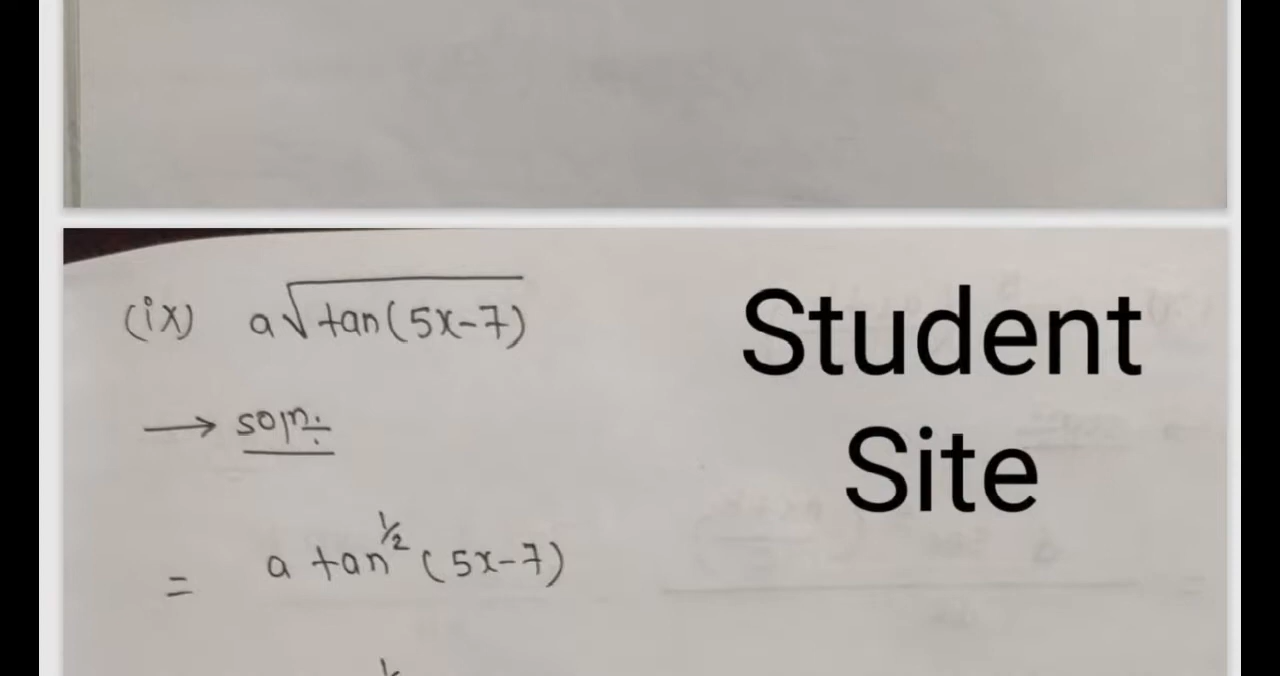 (ix) a√tan(5x-7)
Student
→ soln:
Site
= a tan^1/2 (5x-7)